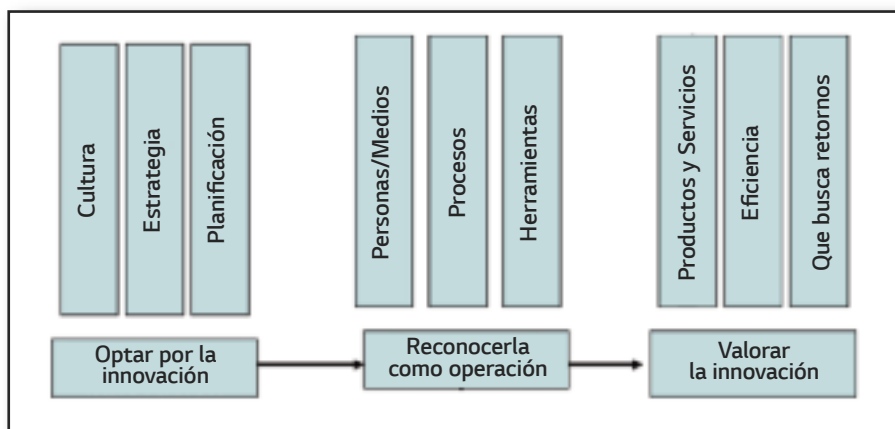 Cultura
Estrategia
Planificación
Personas/Medios
Procesos
Herramientas
Productos y Servicios
Eficiencia
Que busca retornos
Optar por la
innovación
Reconocerla
como operación
Valorar
la innovación